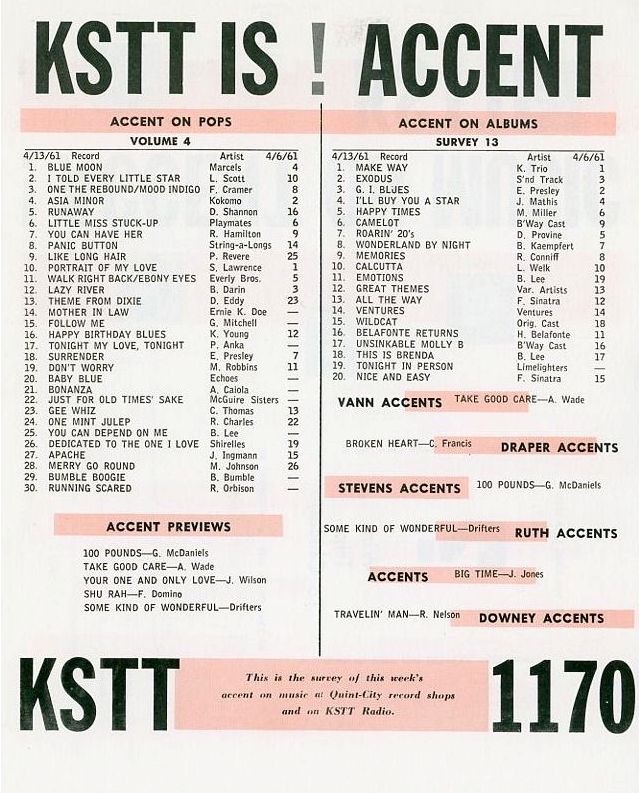 KSTT IS ! ACCENT
ACCENT ON POPS
VOLUME 4
4/13/61 Record Artist 4/6/61
1. BLUE MOON Marcels 4
2. I TOLD EVERY LITTLE STAR L. Scott 10
3. ONE THE REBOUND/MOOD INDIGO F. Cramer 8
4. ASIA MINOR Kokomo 2
5. RUNAWAY D. Shannon 16
6. LITTLE MISS STUCK-UP Playmates 6
7. YOU CAN HAVE HER R. Hamilton 9
8. PANIC BUTTON String-a-Longs 14
9. LIKE LONG HAIR P. Revere 25
10. PORTRAIT OF MY LOVE S. Lawrence 1
11. WALK RIGHT BACK/EBONY EYES Everly Bros. 5
12. LAZY RIVER B. Darin 3
13. THEME FROM DIXIE D. Eddy 23
14. MOTHER IN LAW Ernie K. Doe —
15. FOLLOW ME G. Mitchell —
16. HAPPY BIRTHDAY BLUES K. Young 12
17. TONIGHT MY LOVE, TONIGHT P. Anka —
18. SURRENDER E. Presley 7
19. DON'T WORRY M. Robbins 11
20. BABY BLUE Echoes —
21. BONANZA A. Caiola —
22. JUST FOR OLD TIMES' SAKE McGuire Sisters —
23. GEE WHIZ C. Thomas 13
24. ONE MINT JULEP R. Charles 22
25. YOU CAN DEPEND ON ME B. Lee —
26. DEDICATED TO THE ONE I LOVE Shirelles 19
27. APACHE J. Ingmann 15
28. MERRY GO ROUND M. Johnson 26
29. BUMBLE BOOGIE B. Bumble —
30. RUNNING SCARED R. Orbison —
ACCENT PREVIEWS
100 POUNDS—G. McDaniels
TAKE GOOD CARE—A. Wade
YOUR ONE AND ONLY LOVE—J. Wilson
SHU RAH—F. Domino
SOME KIND OF WONDERFUL—Drifters
ACCENT ON ALBUMS
SURVEY 13
4/13/61 Record Artist 4/6/61
1. MAKE WAY K. Trio 1
2. EXODUS S'nd Track 3
3. G. I. BLUES E. Presley 2
4. I'LL BUY YOU A STAR J. Mathis 4
5. HAPPY TIMES M. Miller 6
6. CAMELOT B'Way Cast 9
7. ROARIN' 20's D. Provine 5
8. WONDERLAND BY NIGHT B. Kaempfert 7
9. MEMORIES R. Conniff 8
10. CALCUTTA L. Welk 10
11. EMOTIONS B. Lee 19
12. GREAT THEMES Var. Artists 13
13. ALL THE WAY F. Sinatra 12
14. VENTURES Ventures 14
15. WILDCAT Orig. Cast 18
16. BELAFONTE RETURNS H. Belafonte 11
17. UNSINKABLE MOLLY B B'Way Cast 16
18. THIS IS BRENDA B. Lee 17
19. TONIGHT IN PERSON Limelighters —
20. NICE AND EASY F. Sinatra 15
VANN ACCENTS TAKE GOOD CARE—A. Wade
BROKEN HEART—C. Francis DRAPER ACCENTS
STEVENS ACCENTS 100 POUNDS—G. McDaniels
SOME KIND OF WONDERFUL—Drifters RUTH ACCENTS
ACCENTS BIG TIME—J. Jones
TRAVELIN' MAN—R. Nelson DOWNEY ACCENTS
KSTT
This is the survey of this week's
accent on music at Quint-City record shops
and on KSTT Radio.
1170